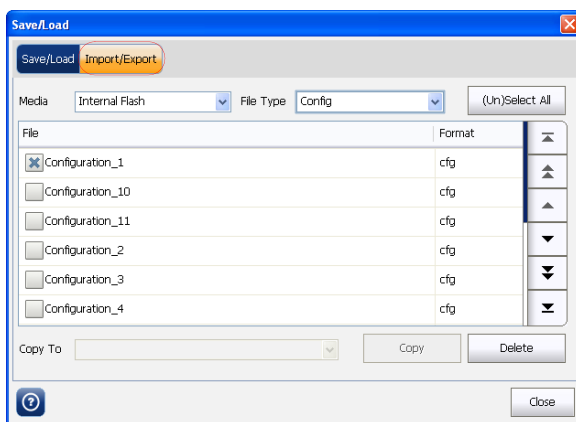 Save/Load
Save/Load Import/Export
Media Internal Flash File Type Config (Un)Select All
File Format
Configuration_1 cfg
Configuration_10 cfg
Configuration_11 cfg
Configuration_2 cfg
Configuration_3 cfg
Configuration_4 cfg
Copy To Copy Delete
? Close